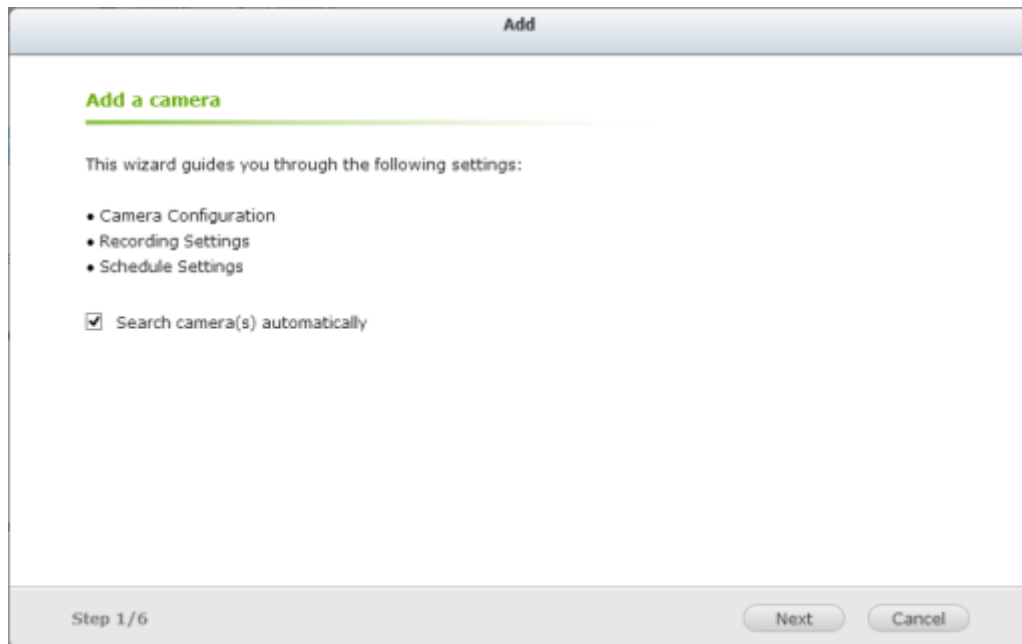 Add
Add a camera
This wizard guides you through the following settings:
• Camera Configuration
• Recording Settings
• Schedule Settings
Search camera(s) automatically
Step 1/6
Next
Cancel